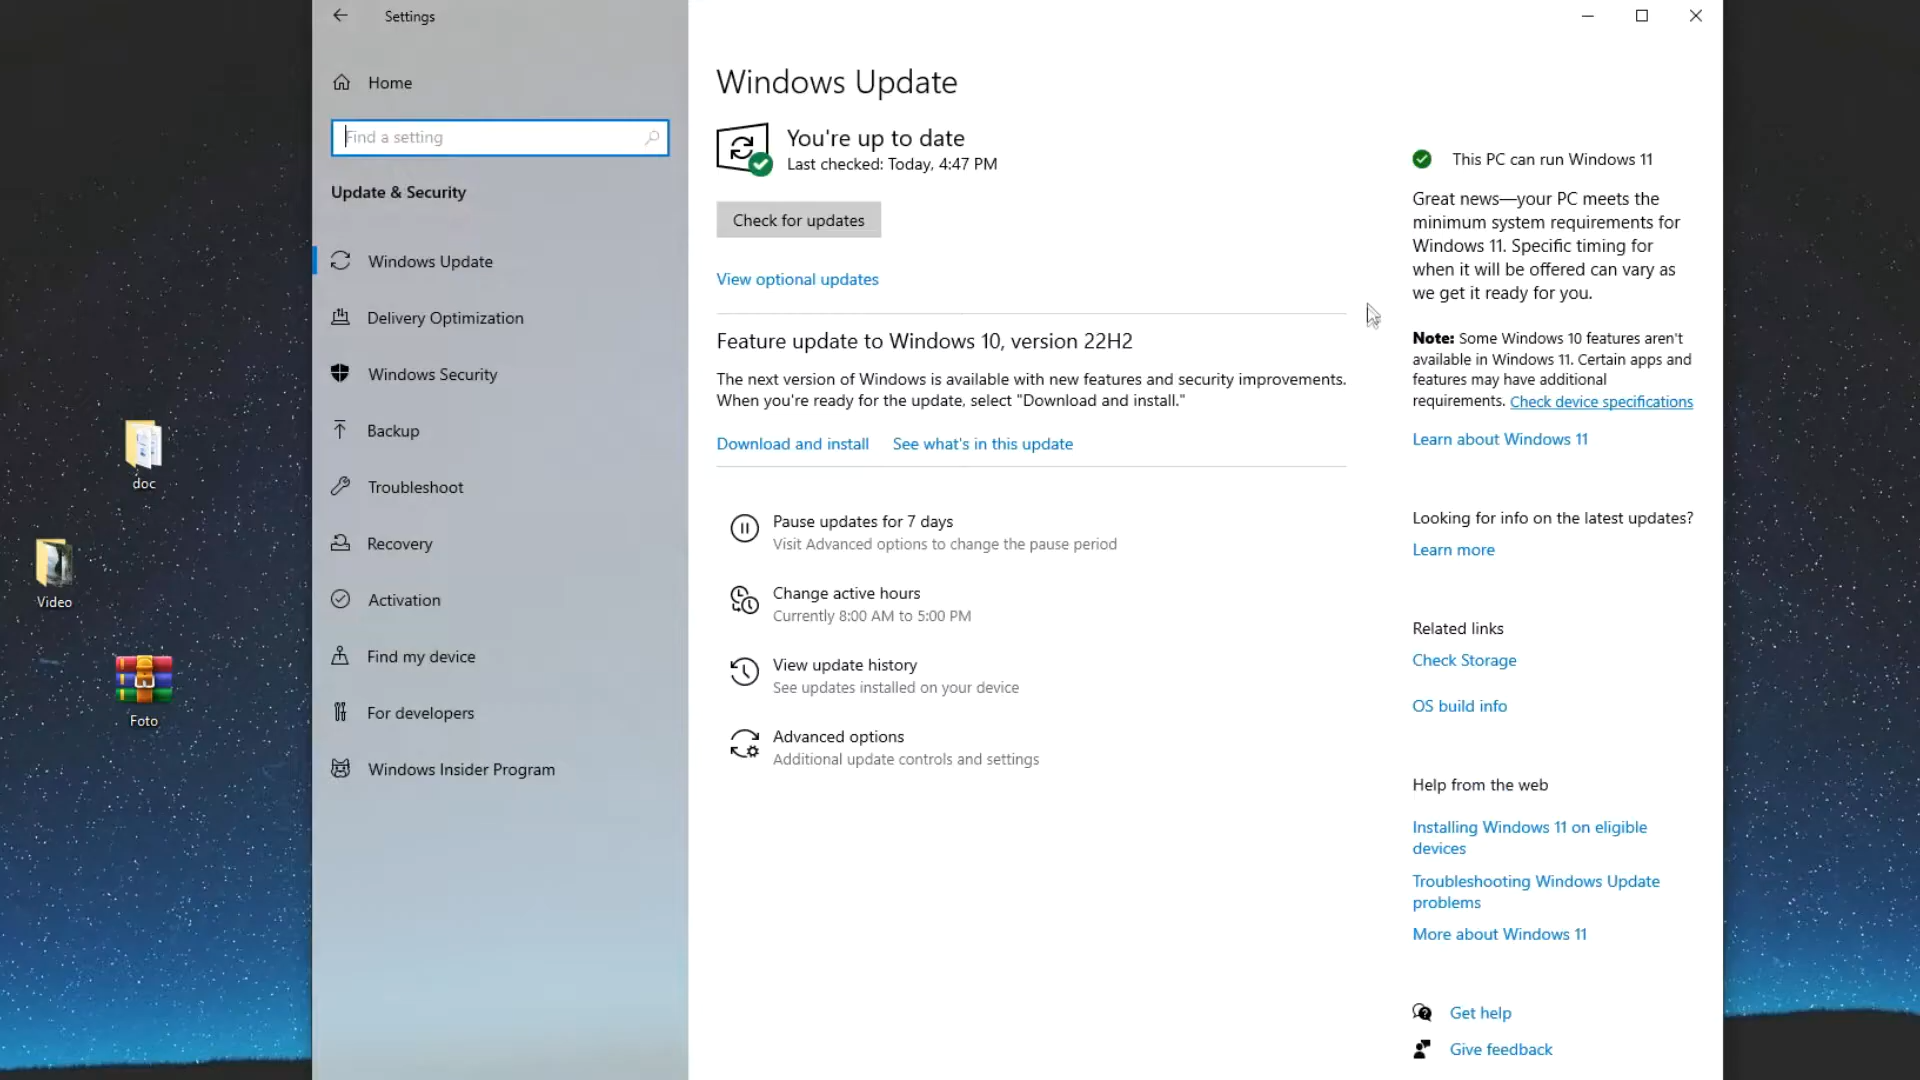 Settings
Home
Find a setting
Update & Security
Windows Update
Delivery Optimization
Windows Security
Backup
Troubleshoot
Recovery
Activation
Find my device
For developers
Windows Insider Program
Windows Update
You're up to date
Last checked: Today, 4:47 PM
Check for updates
View optional updates
Feature update to Windows 10, version 22H2
The next version of Windows is available with new features and security improvements.
When you're ready for the update, select "Download and install."
Download and install See what's in this update
Pause updates for 7 days
Visit Advanced options to change the pause period
Change active hours
Currently 8:00 AM to 5:00 PM
View update history
See updates installed on your device
Advanced options
Additional update controls and settings
This PC can run Windows 11
Great news—your PC meets the
minimum system requirements for
Windows 11. Specific timing for
when it will be offered can vary as
we get it ready for you.
Note: Some Windows 10 features aren't
available in Windows 11. Certain apps and
features may have additional
requirements. Check device specifications
Learn about Windows 11
Looking for info on the latest updates?
Learn more
Related links
Check Storage
OS build info
Help from the web
Installing Windows 11 on eligible
devices
Troubleshooting Windows Update
problems
More about Windows 11
Get help
Give feedback
doc
Video
Foto